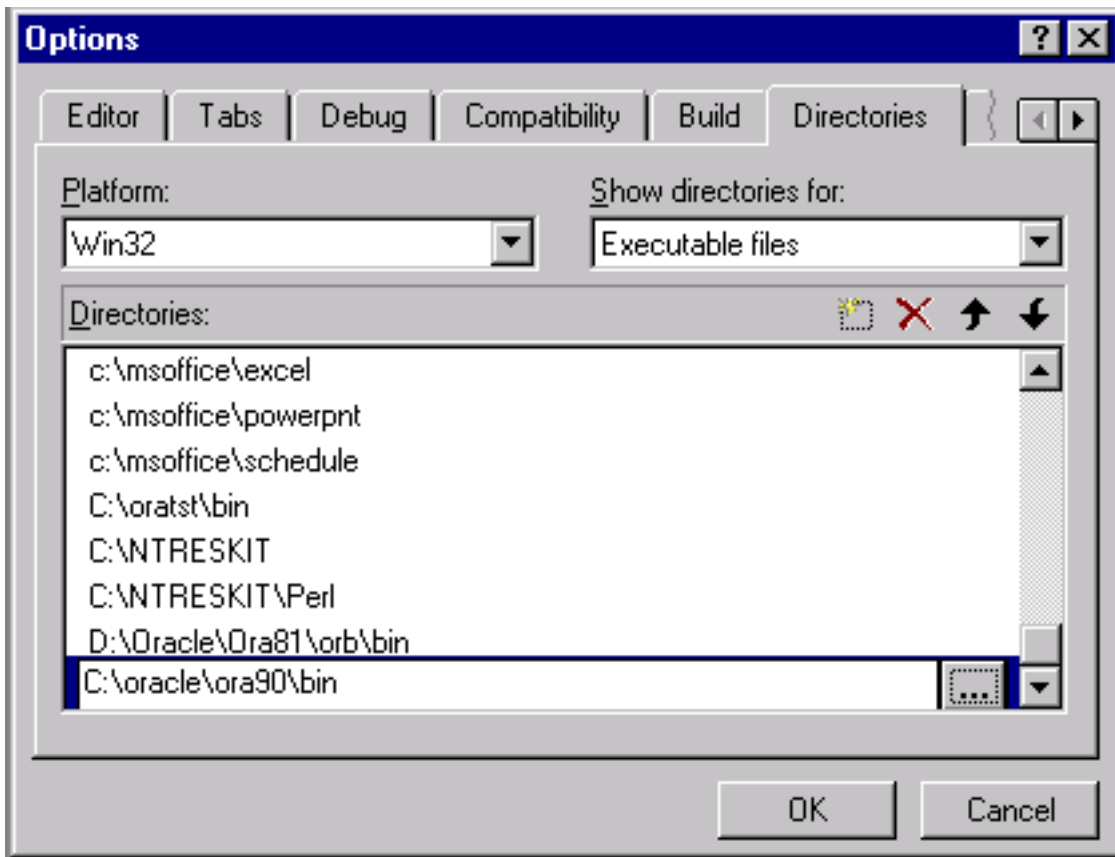 Options
Editor Tabs Debug Compatibility Build Directories
Platform: Show directories for:
Win32 Executable files
Directories:
c:\msoffice\excel
c:\msoffice\powerpnt
c:\msoffice\schedule
C:\oratst\bin
C:\NTRESKIT
C:\NTRESKIT\Perl
D:\Oracle\Ora81\orb\bin
C:\oracle\ora90\bin ...
OK Cancel